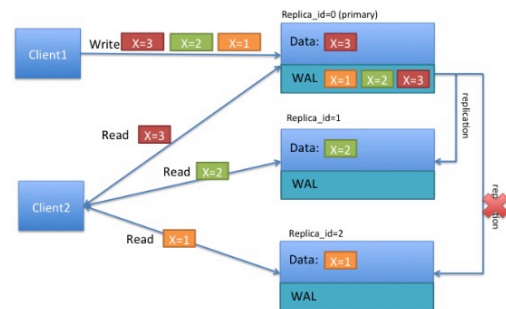 Replica_id=0 (primary)
Client1
Write X=3 X=2 X=1
Data: X=3
WAL X=1 X=2 X=3
replication
Read X=3
Replica_id=1
Read X=2
Data: X=2
WAL
Client2
Read X=1
Replica_id=2
Data: X=1
WAL